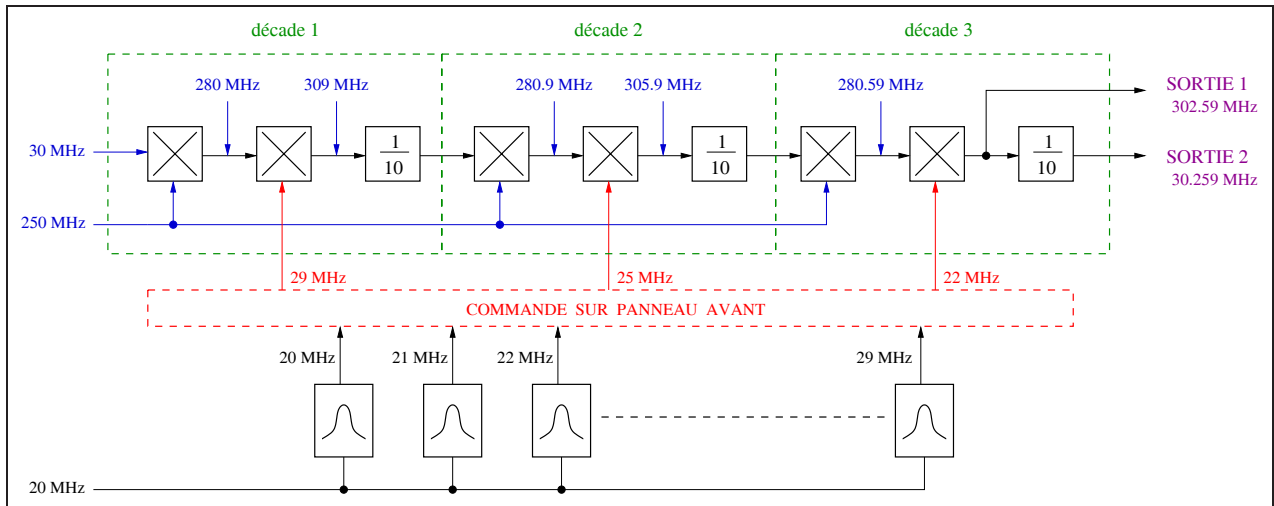 décade 1
décade 2
décade 3
280 MHz
309 MHz
280.9 MHz
305.9 MHz
280.59 MHz
SORTIE 1
302.59 MHz
30 MHz
1
10
1
10
1
10
SORTIE 2
30.259 MHz
250 MHz
29 MHz
25 MHz
22 MHz
COMMANDE SUR PANNEAU AVANT
20 MHz
21 MHz
22 MHz
29 MHz
20 MHz